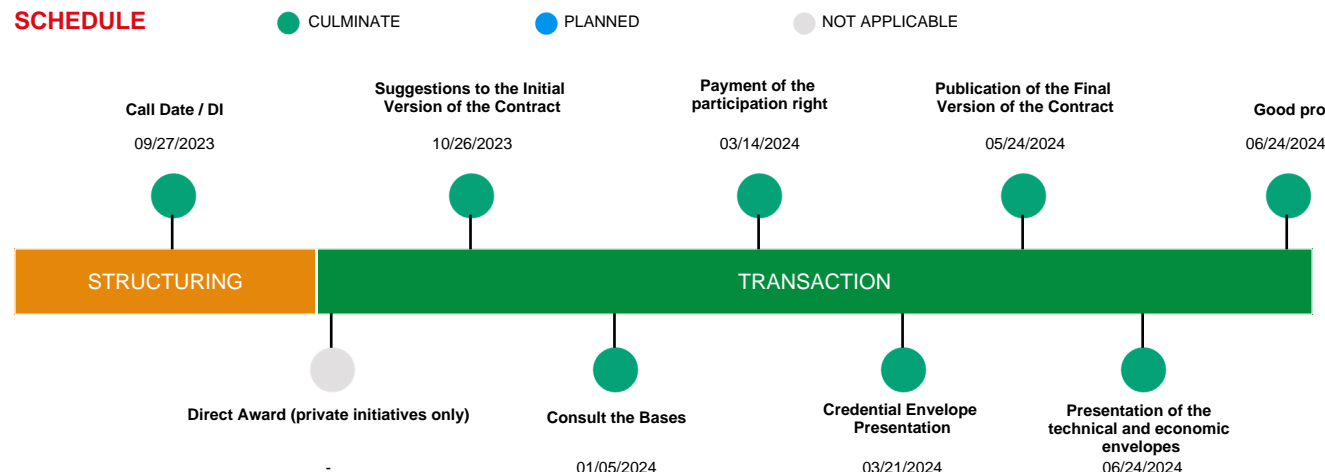 SCHEDULE
CULMINATE
PLANNED
NOT APPLICABLE
Call Date / DI
09/27/2023
Suggestions to the Initial
Version of the Contract
10/26/2023
Payment of the
participation right
03/14/2024
Publication of the Final
Version of the Contract
05/24/2024
Good pro
06/24/2024
STRUCTURING
TRANSACTION
Direct Award (private initiatives only)
-
Consult the Bases
01/05/2024
Credential Envelope
Presentation
03/21/2024
Presentation of the
technical and economic
envelopes
06/24/2024